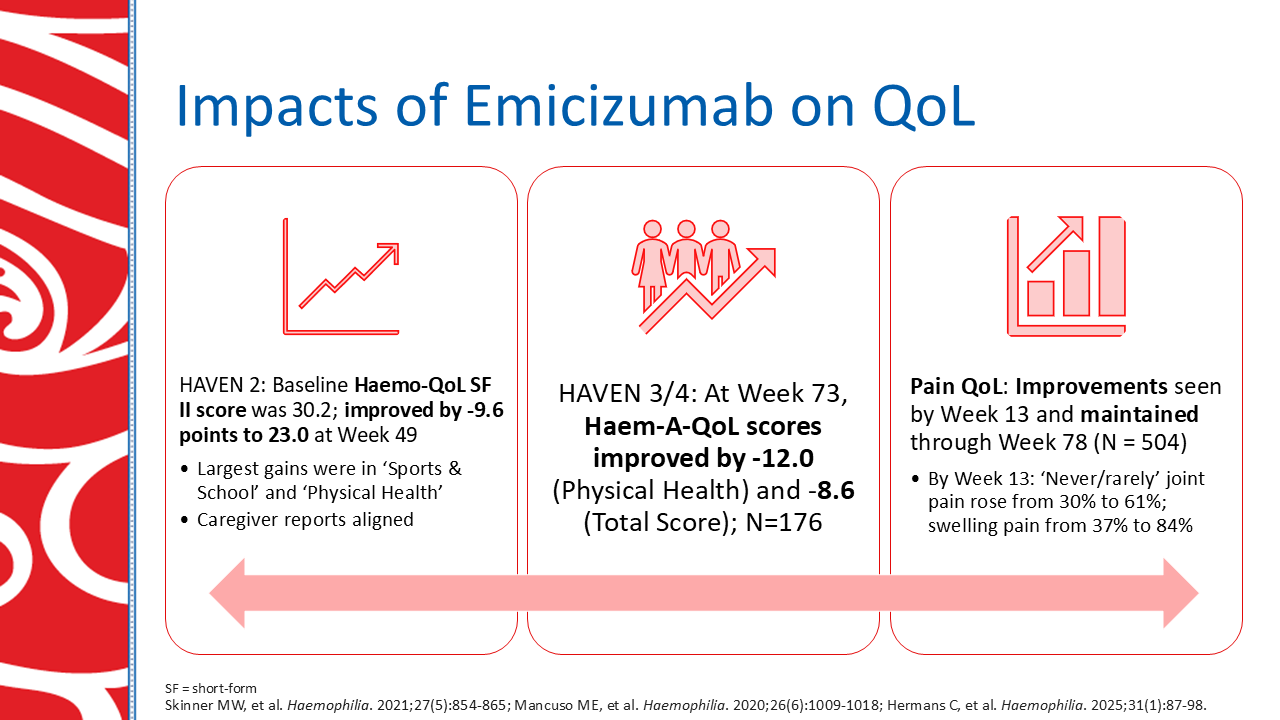 Impacts of Emicizumab on QoL
HAVEN 2: Baseline Haemo-QoL SF
II score was 30.2; improved by -9.6
points to 23.0 at Week 49
• Largest gains were in ‘Sports &
School’ and ‘Physical Health’
• Caregiver reports aligned
HAVEN 3/4: At Week 73,
Haem-A-QoL scores
improved by -12.0
(Physical Health) and -8.6
(Total Score); N=176
Pain QoL: Improvements seen
by Week 13 and maintained
through Week 78 (N = 504)
• By Week 13: ‘Never/rarely’ joint
pain rose from 30% to 61%;
swelling pain from 37% to 84%
SF = short-form
Skinner MW, et al. Haemophilia. 2021;27(5):854-865; Mancuso ME, et al. Haemophilia. 2020;26(6):1009-1018; Hermans C, et al. Haemophilia. 2025;31(1):87-98.